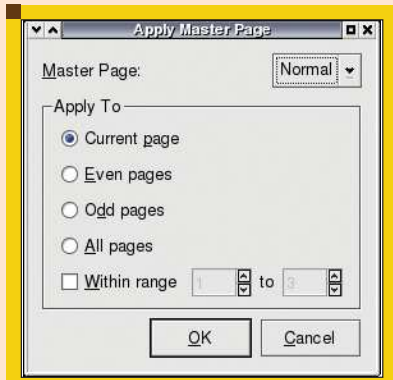 Apply Master Page
Master Page: Normal
Apply To
Current page
Even pages
Odd pages
All pages
Within range 1 to 3
OK Cancel